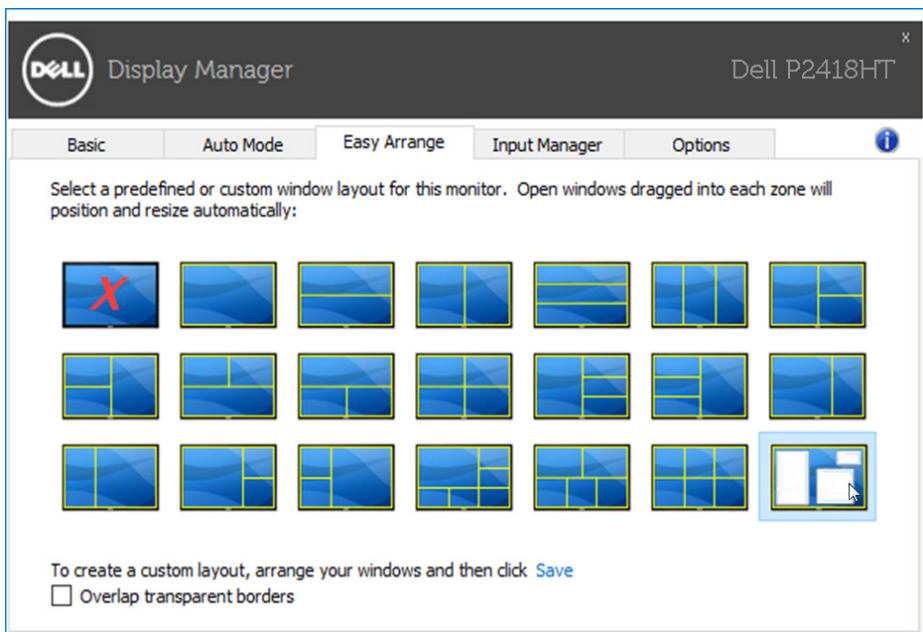 DELL Display Manager
Dell P2418HT
x
Basic
Auto Mode
Easy Arrange
Input Manager
Options
i
Select a predefined or custom window layout for this monitor. Open windows dragged into each zone will
position and resize automatically:
X
To create a custom layout, arrange your windows and then click Save
Overlap transparent borders